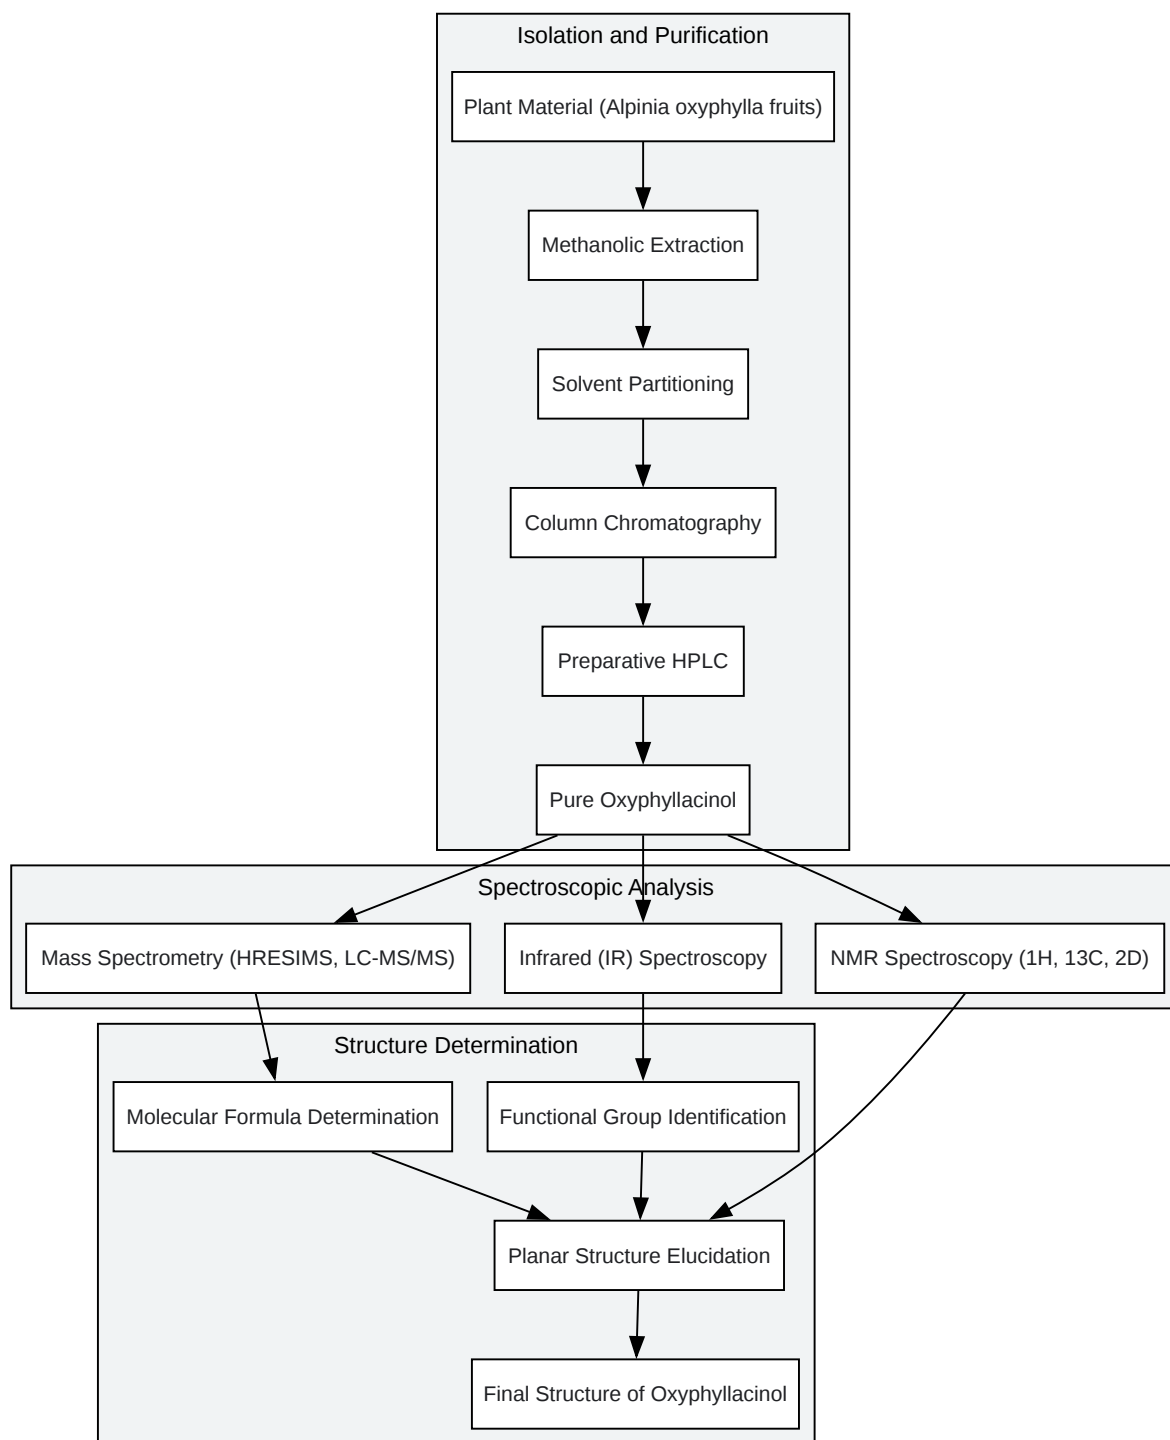 Isolation and Purification
Plant Material (Alpinia oxyphylla fruits)
Methanolic Extraction
Solvent Partitioning
Column Chromatography
Preparative HPLC
Pure Oxyphyllacinol
Spectroscopic Analysis
Mass Spectrometry (HRESIMS, LC-MS/MS)
Infrared (IR) Spectroscopy
NMR Spectroscopy (1H, 13C, 2D)
Structure Determination
Molecular Formula Determination
Functional Group Identification
Planar Structure Elucidation
Final Structure of Oxyphyllacinol